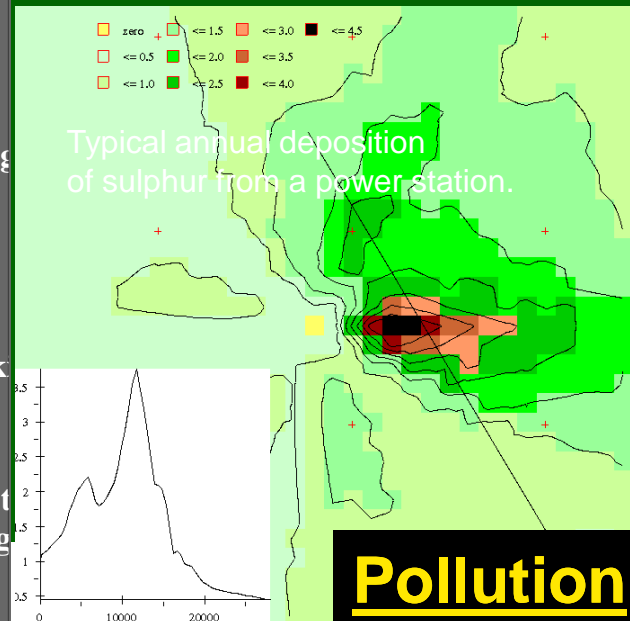 zero <= 1.5 <= 3.0 <= 4.5
<= 0.5 <= 2.0 <= 3.5
<= 1.0 <= 2.5 <= 4.0
Typical annual deposition
of sulphur from a power station.
3.5
3
2.5
2
1.5
1
0.5
0 10000 20000
Pollution